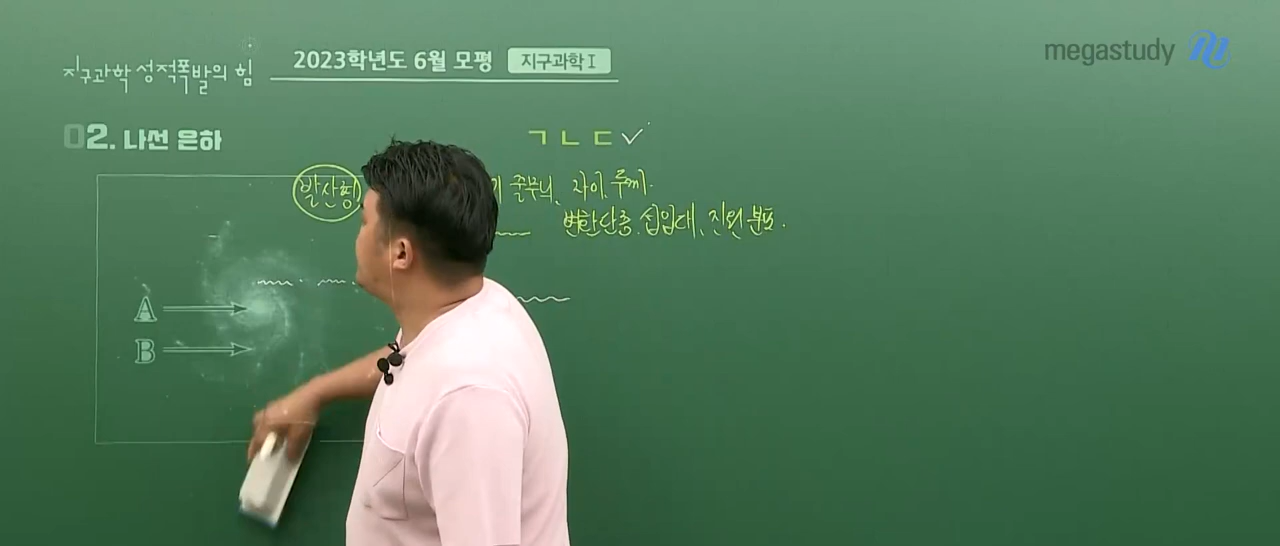 지구과학 성적폭발의 힘
2023학년도 6월 모평 지구과학 I
megastudy
02. 나선 은하
ㄱ ㄴ ㄷ
발산형 줄무늬, 나이, 두께.
변환단층, 섭입대, 진원 분포.
A
B